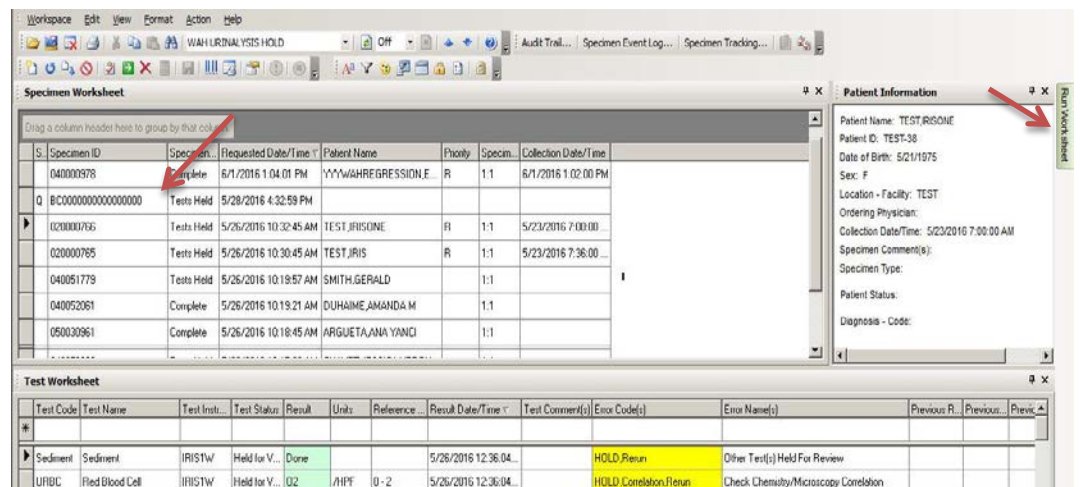 Workspace Edit View Format Action Help
WAH URINALYSIS HOLD Off Audit Trail... Specimen Event Log... Specimen Tracking...
Specimen Worksheet
Drag a column header here to group by that column
S.. Specimen ID Specimen... Requested Date/Time Patient Name Priority Specim... Collection Date/Time
040000978 Complete 6/1/2016 1:04:01 PM YYYWAHREGRESSION,E... R 1:1 6/1/2016 1:02:00 PM
Q BC0000000000000000 Tests Held 5/28/2016 4:32:59 PM
020000766 Tests Held 5/26/2016 10:32:45 AM TEST,IRISONE R 1:1 5/23/2016 7:00:00 ...
020000765 Tests Held 5/26/2016 10:30:45 AM TEST,IRIS R 1:1 5/23/2016 7:36:00 ...
040051779 Tests Held 5/26/2016 10:19:57 AM SMITH,GERALD 1:1
040052061 Complete 5/26/2016 10:19:21 AM DUHAIME,AMANDA M 1:1
050030961 Complete 5/26/2016 10:18:45 AM ARGUETA,ANA YANCI 1:1
Patient Information
Patient Name: TEST,IRISONE
Patient ID: TEST-38
Date of Birth: 5/21/1975
Sex: F
Location - Facility: TEST
Ordering Physician:
Collection Date/Time: 5/23/2016 7:00:00 AM
Specimen Comment(s):
Specimen Type:
Patient Status:
Diagnosis - Code:
Run Worksheet
Test Worksheet
Test Code Test Name Test Instr... Test Status Result Units Reference ... Result Date/Time Test Comment(s) Error Code(s) Error Name(s) Previous R... Previous... Previc
Sediment Sediment IRIS1W Held for V... Done 5/26/2016 12:36:04... HOLD,Rerun Other Test(s) Held For Review
URBC Red Blood Cell IRIS1W Held for V... 02 /HPF 0 - 2 5/26/2016 12:36:04... HOLD,Correlation,Rerun Check Chemistry/Microscopy Correlation